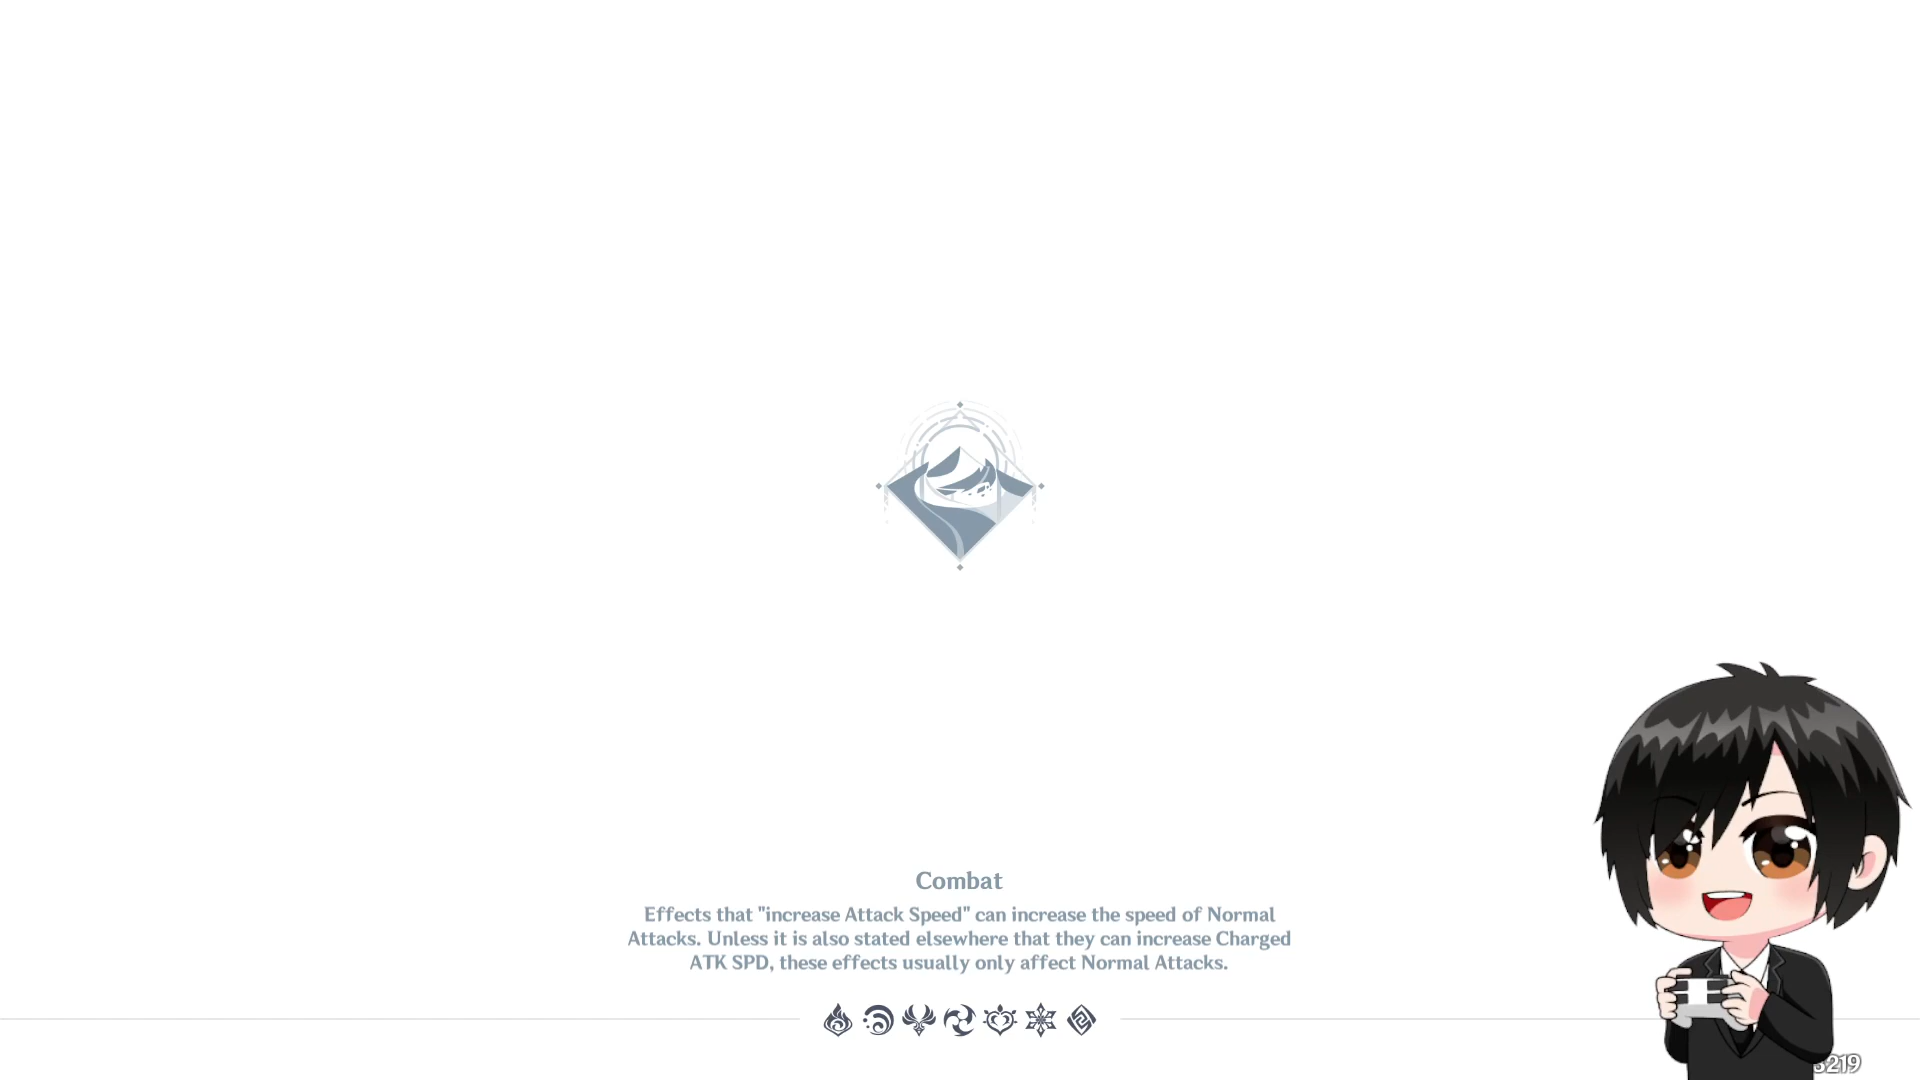 Combat
Effects that "increase Attack Speed" can increase the speed of Normal
Attacks. Unless it is also stated elsewhere that they can increase Charged
ATK SPD, these effects usually only affect Normal Attacks.
3219